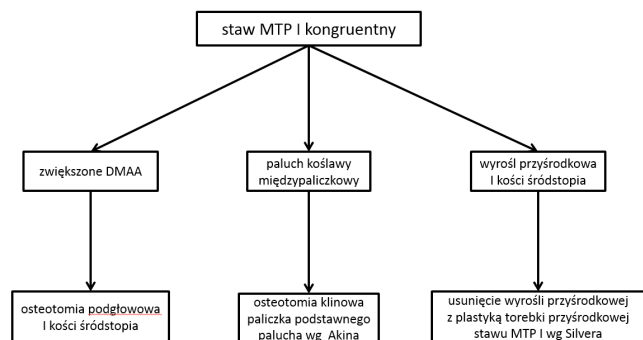 staw MTP I kongruentny
zwiększone DMAA
paluch koślawy
międzypaliczkowy
wyrośl przyśrodkowa
I kości śródstopia
osteotomia podgłowowa
I kości śródstopia
osteotomia klinowa
paliczka podstawnego
palucha wg Akina
usunięcie wyrośli przyśrodkowej
z plastyką torebki przyśrodkowej
stawu MTP I wg Silvera